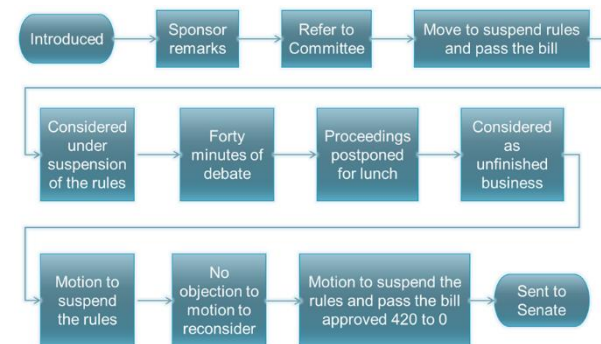 Introduced
Sponsor
remarks
Refer to
Committee
Move to suspend rules
and pass the bill
Considered
under
suspension
of the rules
Forty
minutes of
debate
Proceedings
postponed
for lunch
Considered
as
unfinished
business
Motion to
suspend
the rules
No
objection to
motion to
reconsider
Motion to suspend the
rules and pass the bill
approved 420 to 0
Sent to
Senate